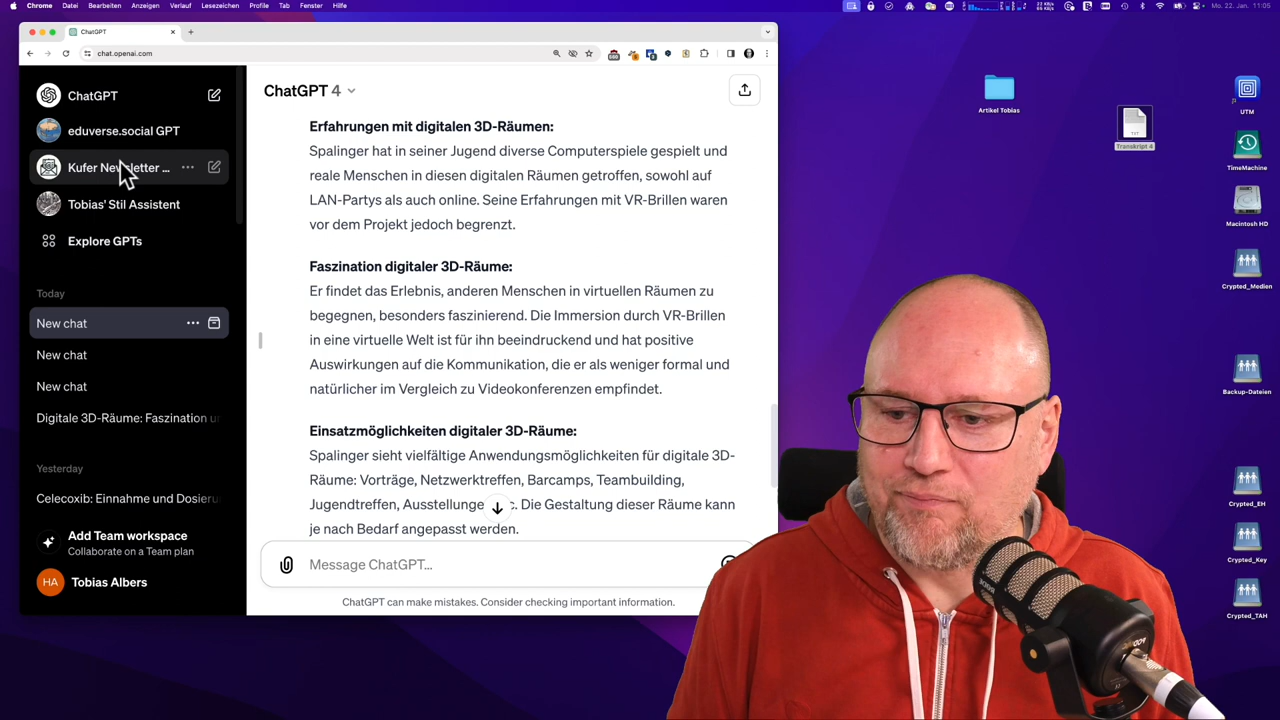 Chrome Datei Bearbeiten Anzeigen Verlauf Lesezeichen Profile Tab Fenster Hilfe
Mo. 22. Jan. 11:05
ChatGPT
chat.openai.com
ChatGPT
eduverse.social GPT
Kufer Newsletter ...
Tobias' Stil Assistent
Explore GPTs
Today
New chat
New chat
New chat
Digitale 3D-Räume: Faszination u
Yesterday
Celecoxib: Einnahme und Dosieru
Add Team workspace
Collaborate on a Team plan
HA Tobias Albers
ChatGPT 4
Erfahrungen mit digitalen 3D-Räumen:
Spalinger hat in seiner Jugend diverse Computerspiele gespielt und
reale Menschen in diesen digitalen Räumen getroffen, sowohl auf
LAN-Partys als auch online. Seine Erfahrungen mit VR-Brillen waren
vor dem Projekt jedoch begrenzt.
Faszination digitaler 3D-Räume:
Er findet das Erlebnis, anderen Menschen in virtuellen Räumen zu
begegnen, besonders faszinierend. Die Immersion durch VR-Brillen
in eine virtuelle Welt ist für ihn beeindruckend und hat positive
Auswirkungen auf die Kommunikation, die er als weniger formal und
natürlicher im Vergleich zu Videokonferenzen empfindet.
Einsatzmöglichkeiten digitaler 3D-Räume:
Spalinger sieht vielfältige Anwendungsmöglichkeiten für digitale 3D-
Räume: Vorträge, Netzwerktreffen, Barcamps, Teambuilding,
Jugendtreffen, Ausstellunge c. Die Gestaltung dieser Räume kann
je nach Bedarf angepasst werden.
Message ChatGPT...
ChatGPT can make mistakes. Consider checking important information.
Artikel Tobias
TXT
Transkript 4
UTM
TimeMachine
Macintosh HD
Crypted_Medien
Backup-Dateien
Crypted_EH
Crypted_Key
Crypted_TAH